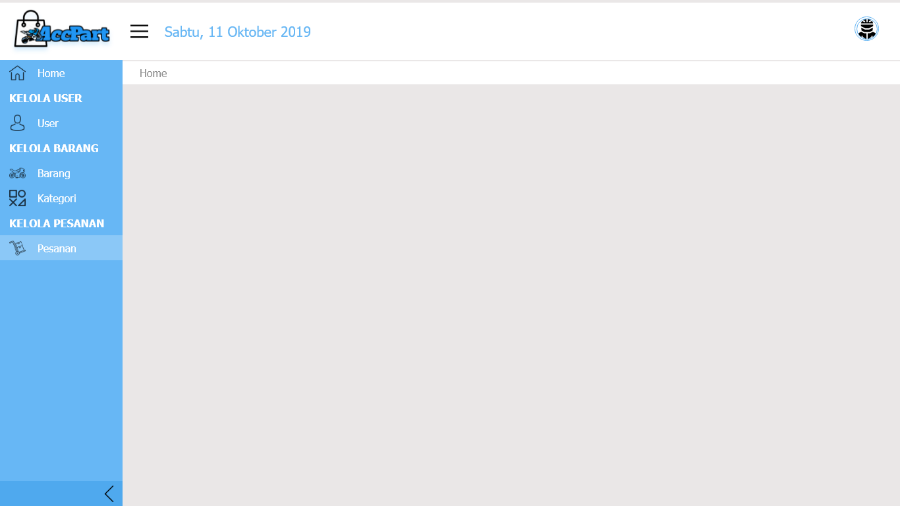 AccPart
Sabtu, 11 Oktober 2019
Home
Home
KELOLA USER
User
KELOLA BARANG
Barang
Kategori
KELOLA PESANAN
Pesanan